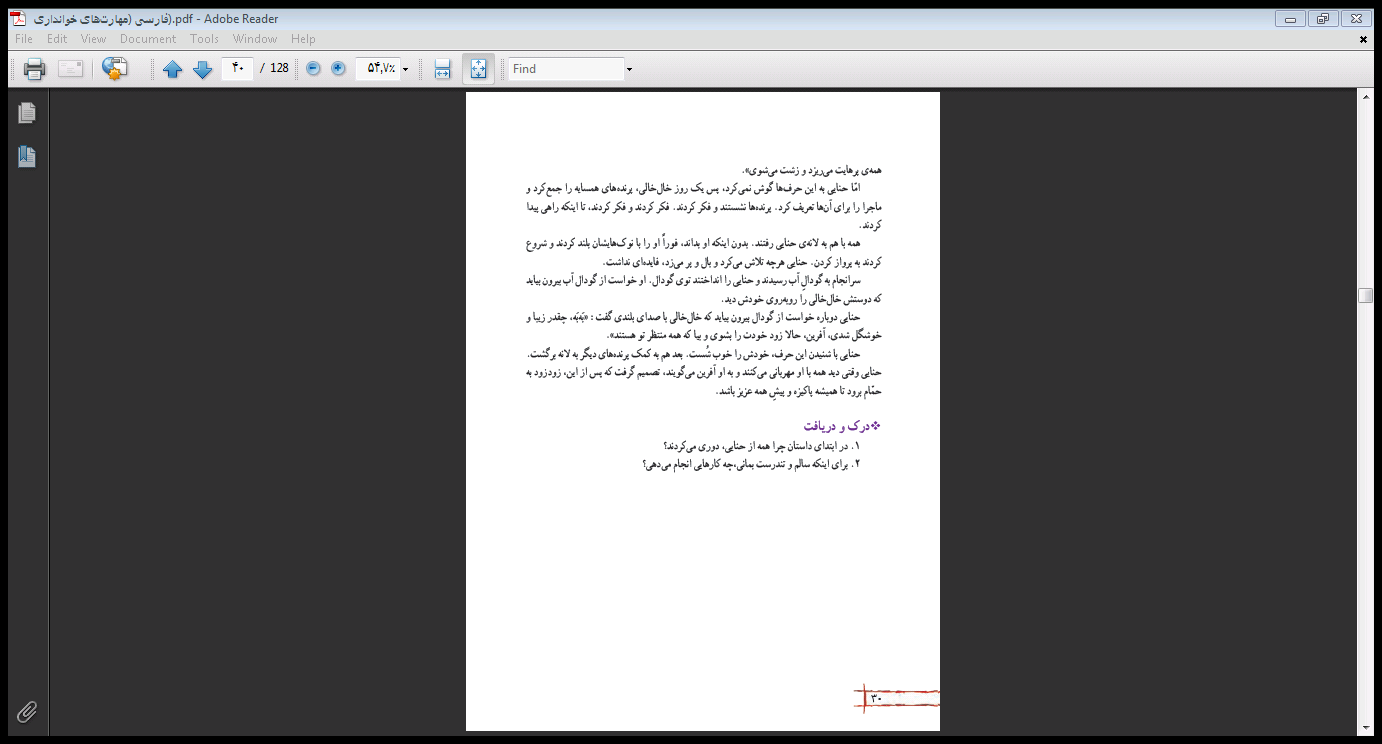 فارسی (مهارت‌های خوانداری).pdf - Adobe Reader
File Edit View Document Tools Window Help
۴۰ / 128 ۵۴,۷٪ Find
همه‌ی پرهایت می‌ریزد و زشت می‌شوی».
امّا حنایی به این حرف‌ها گوش نمی‌کرد، پس یک روز خال‌خالی، پرنده‌های همسایه را جمع‌کرد و
ماجرا را برای آن‌ها تعریف کرد. پرنده‌ها نشستند و فکر کردند. فکر کردند و فکر کردند، تا اینکه راهی پیدا
کردند.
همه با هم به لانه‌ی حنایی رفتند. بدون اینکه او بداند، فوراً او را با نوک‌هایشان بلند کردند و شروع
کردند به پرواز کردن. حنایی هرچه تلاش می‌کرد و بال و پر می‌زد، فایده‌ای نداشت.
سرانجام به گودالِ آب رسیدند و حنایی را انداختند توی گودال. او خواست از گودال آب بیرون بیاید
که دوستش خال‌خالی را روبه‌روی خودش دید.
حنایی دوباره خواست از گودال بیرون بیاید که خال‌خالی با صدای بلندی گفت : «بَه‌بَه، چقدر زیبا و
خوشگل شدی، آفرین، حالا زود خودت را بشوی و بیا که همه منتظر تو هستند».
حنایی با شنیدن این حرف، خودش را خوب شُست. بعد هم به کمک پرنده‌های دیگر به لانه برگشت.
حنایی وقتی دید همه با او مهربانی می‌کنند و به او آفرین می‌گویند، تصمیم گرفت که پس از این، زودزود به
حمّام برود تا همیشه پاکیزه و پیشِ همه عزیز باشد.
❖درک و دریافت
۱. در ابتدای داستان چرا همه از حنایی، دوری می‌کردند؟
۲. برای اینکه سالم و تندرست بمانی،چه کارهایی انجام می‌دهی؟
۳۰